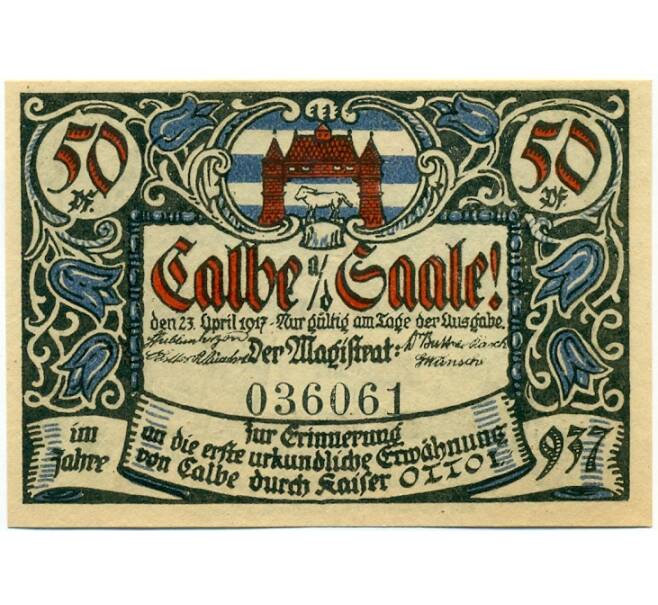 50 50
Pf. Pf.
Calbe a/d Saale!
den 23. April 1917 - Nur gültig am Tage der Ausgabe.
Der Magistrat:
Wünsch
036061
im Jahre
zur Erinnerung
an die erste urkundliche Erwähnung
von Calbe durch Kaiser OTTO I.
937